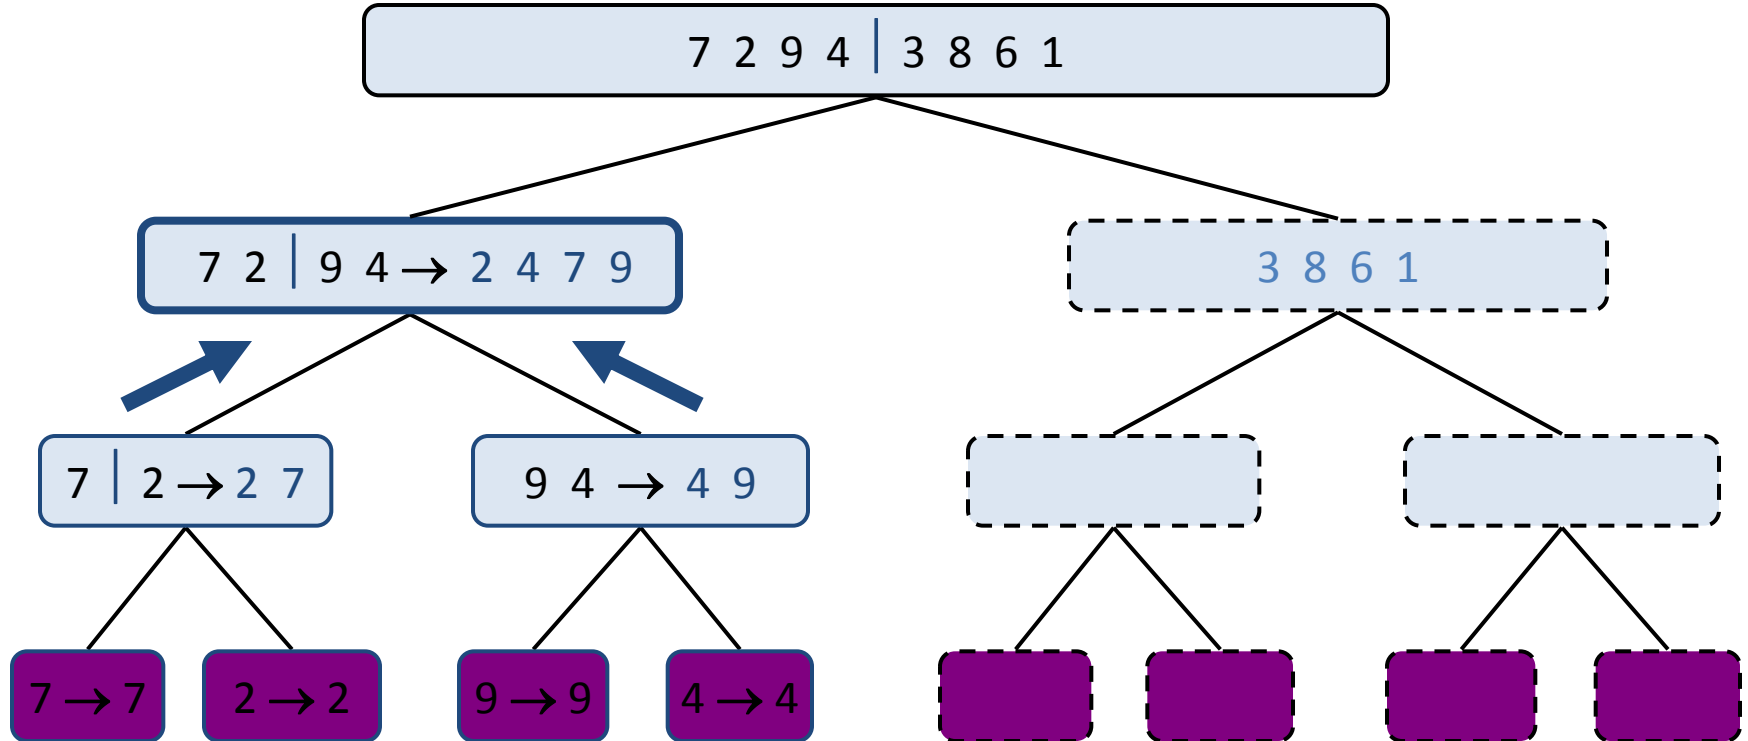 7 2 9 4 | 3 8 6 1
7 2 | 9 4 → 2 4 7 9
3 8 6 1
7 | 2 → 2 7
9 4 → 4 9
7 → 7
2 → 2
9 → 9
4 → 4